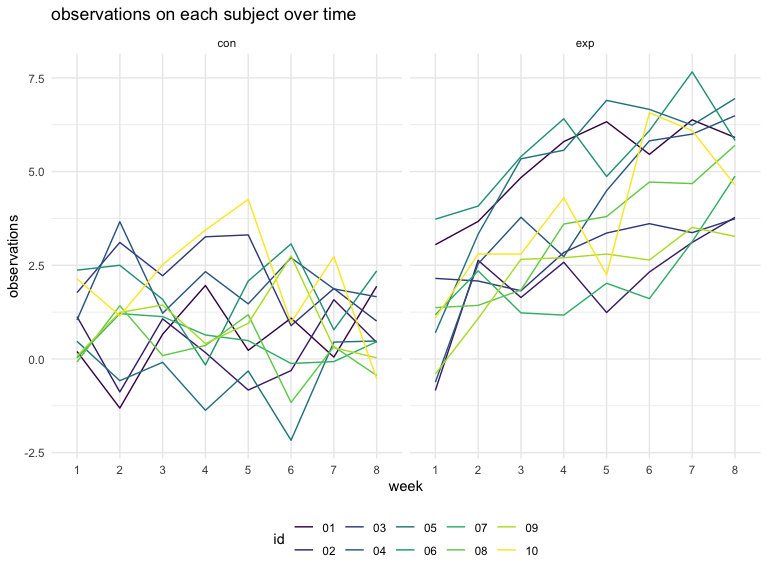 observations on each subject over time
con exp
7.5
5.0
2.5
0.0
-2.5
observations
1 2 3 4 5 6 7 8 1 2 3 4 5 6 7 8
week
id 01 03 05 07 09
02 04 06 08 10